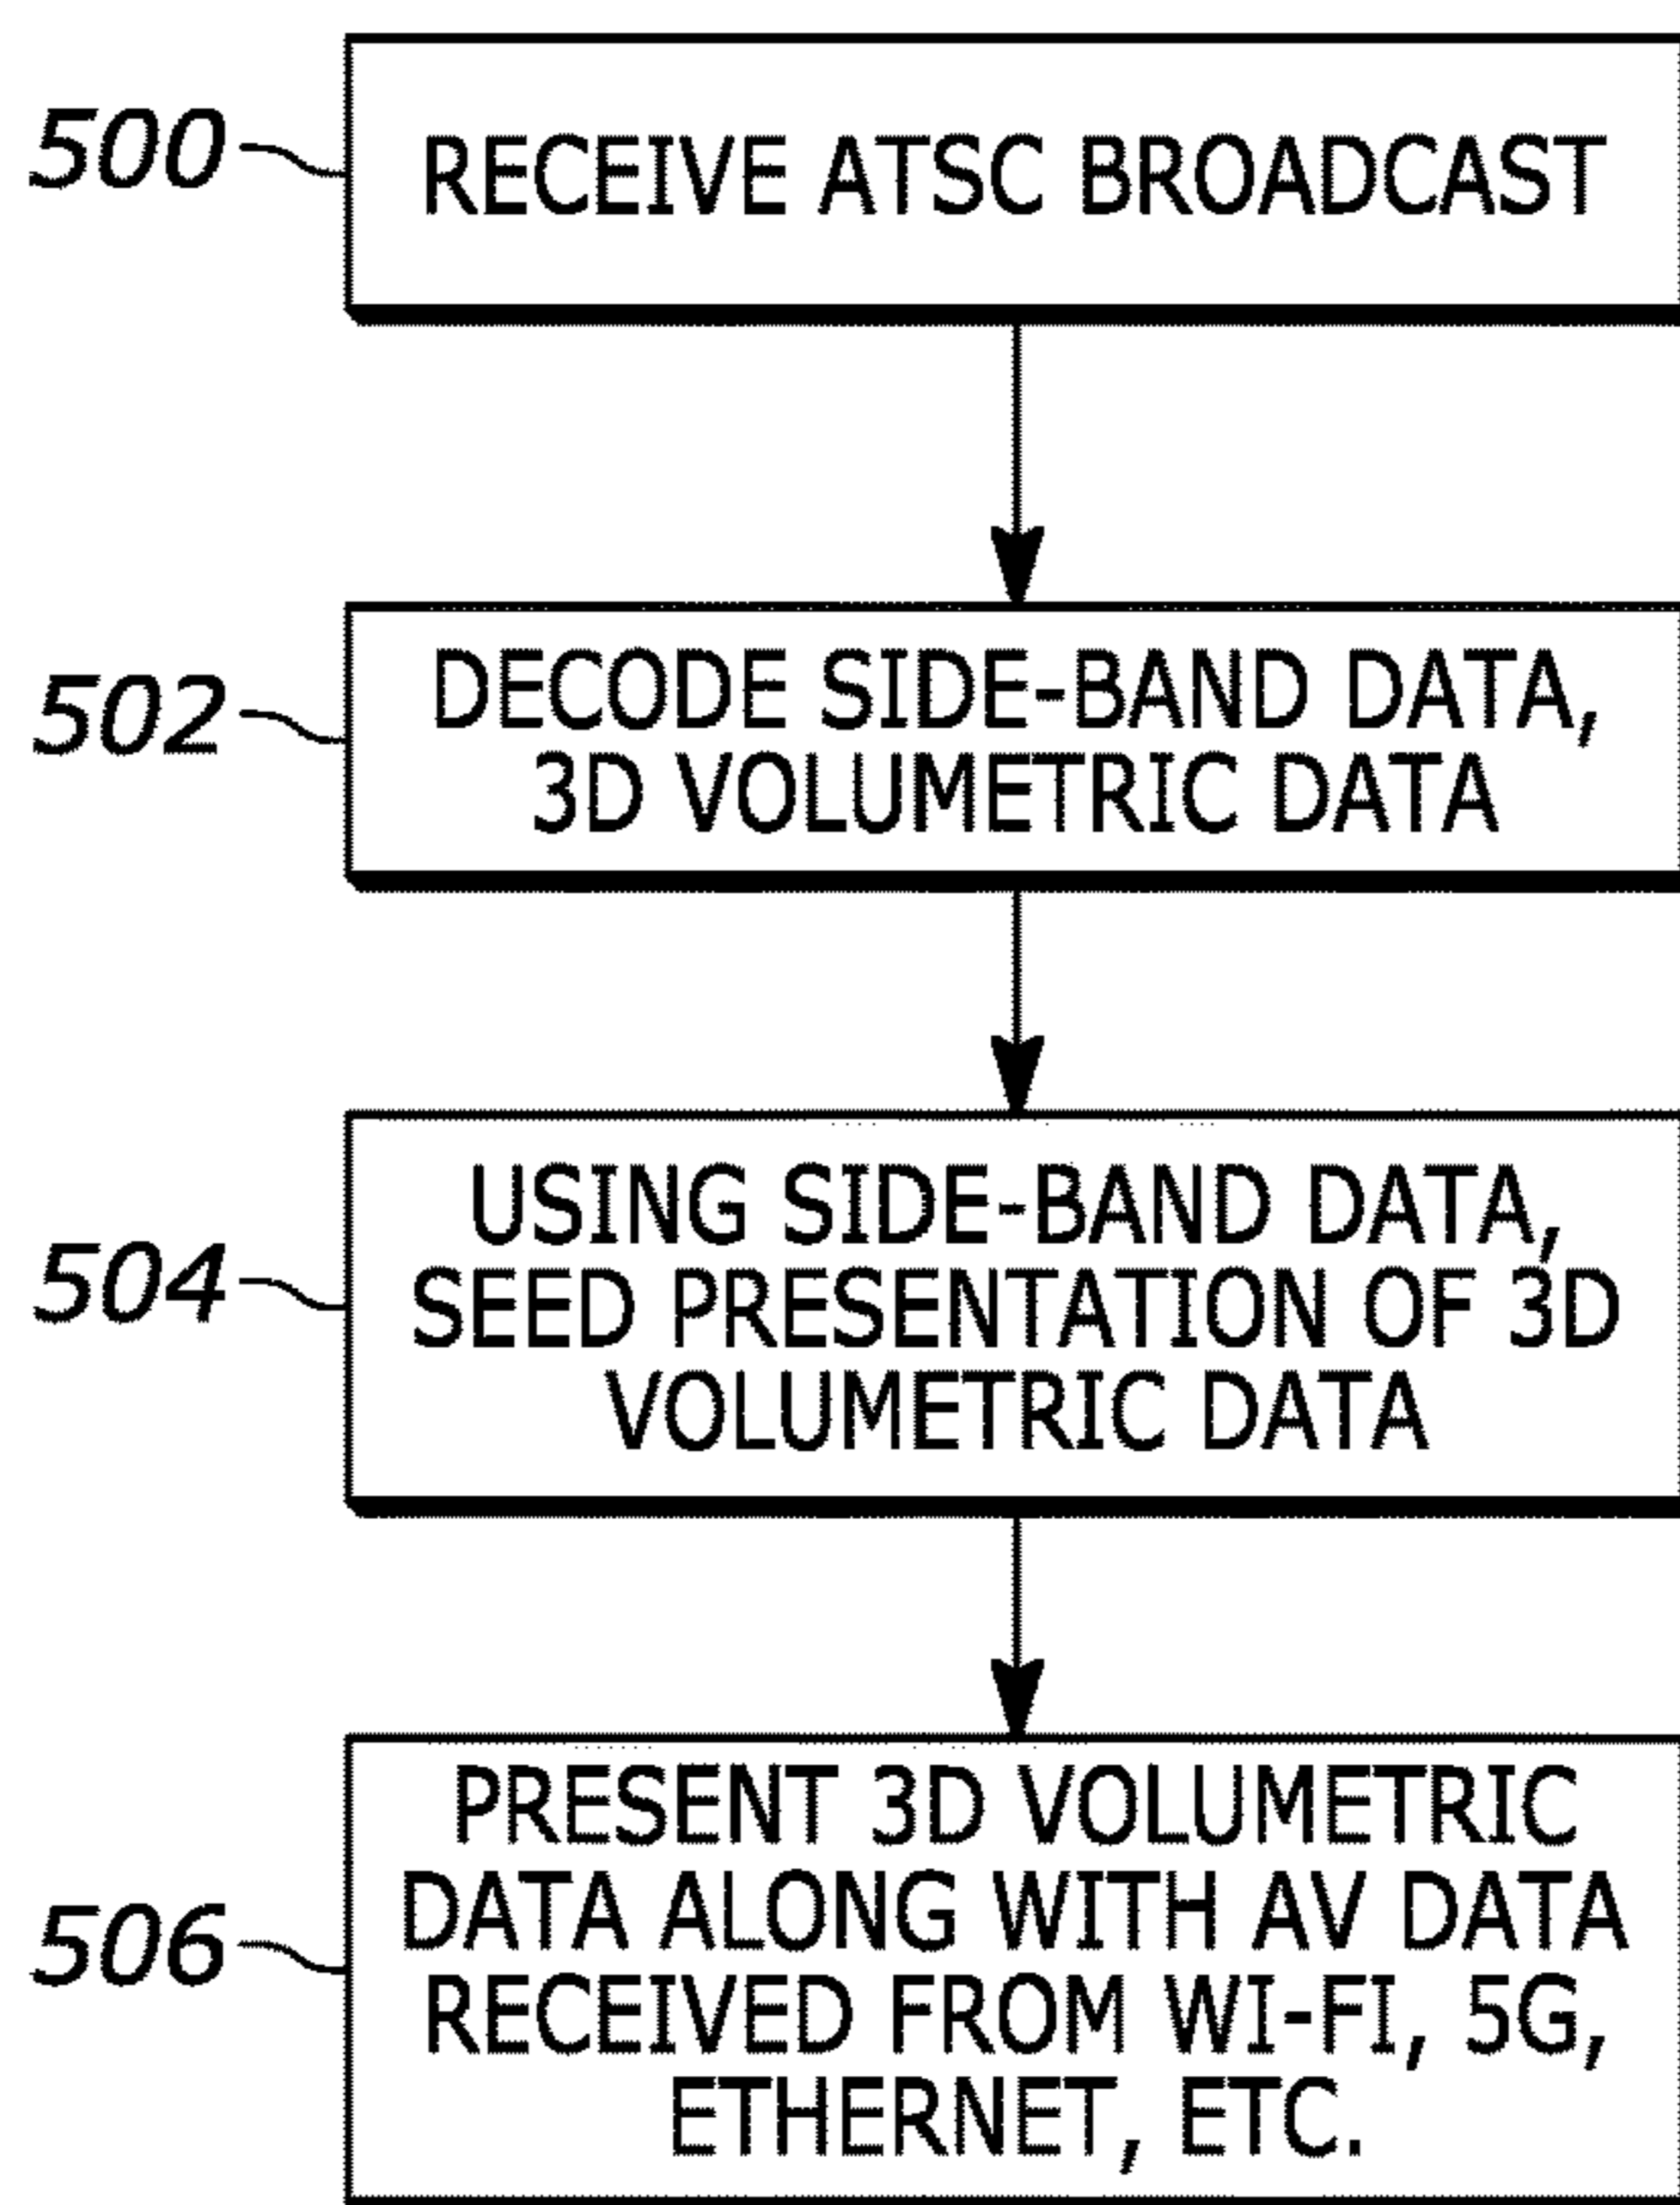 500
RECEIVE ATSC BROADCAST
502
DECODE SIDE-BAND DATA,
3D VOLUMETRIC DATA
504
USING SIDE-BAND DATA,
SEED PRESENTATION OF 3D
VOLUMETRIC DATA
506
PRESENT 3D VOLUMETRIC
DATA ALONG WITH AV DATA
RECEIVED FROM WI-FI, 5G,
ETHERNET, ETC.